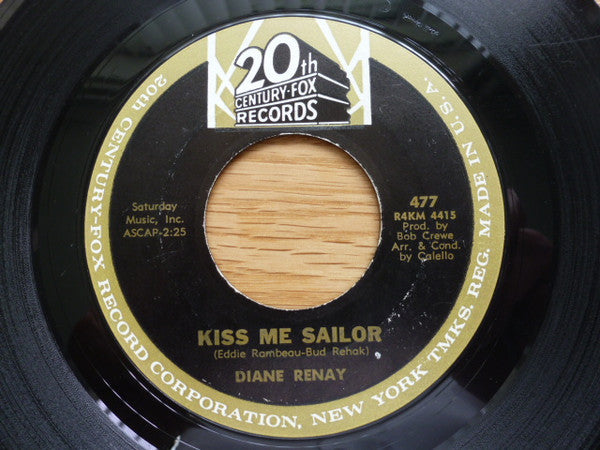 20th
CENTURY-FOX
RECORDS
Saturday
Music, Inc.
ASCAP-2:25
477
R4KM 4415
Prod. by
Bob Crewe
Arr. & Cond.
by Calello
KISS ME SAILOR
(Eddie Rambeau-Bud Rehak)
DIANE RENAY
20th CENTURY-FOX RECORD CORPORATION, NEW YORK TMKS. REG. MADE IN U.S.A.